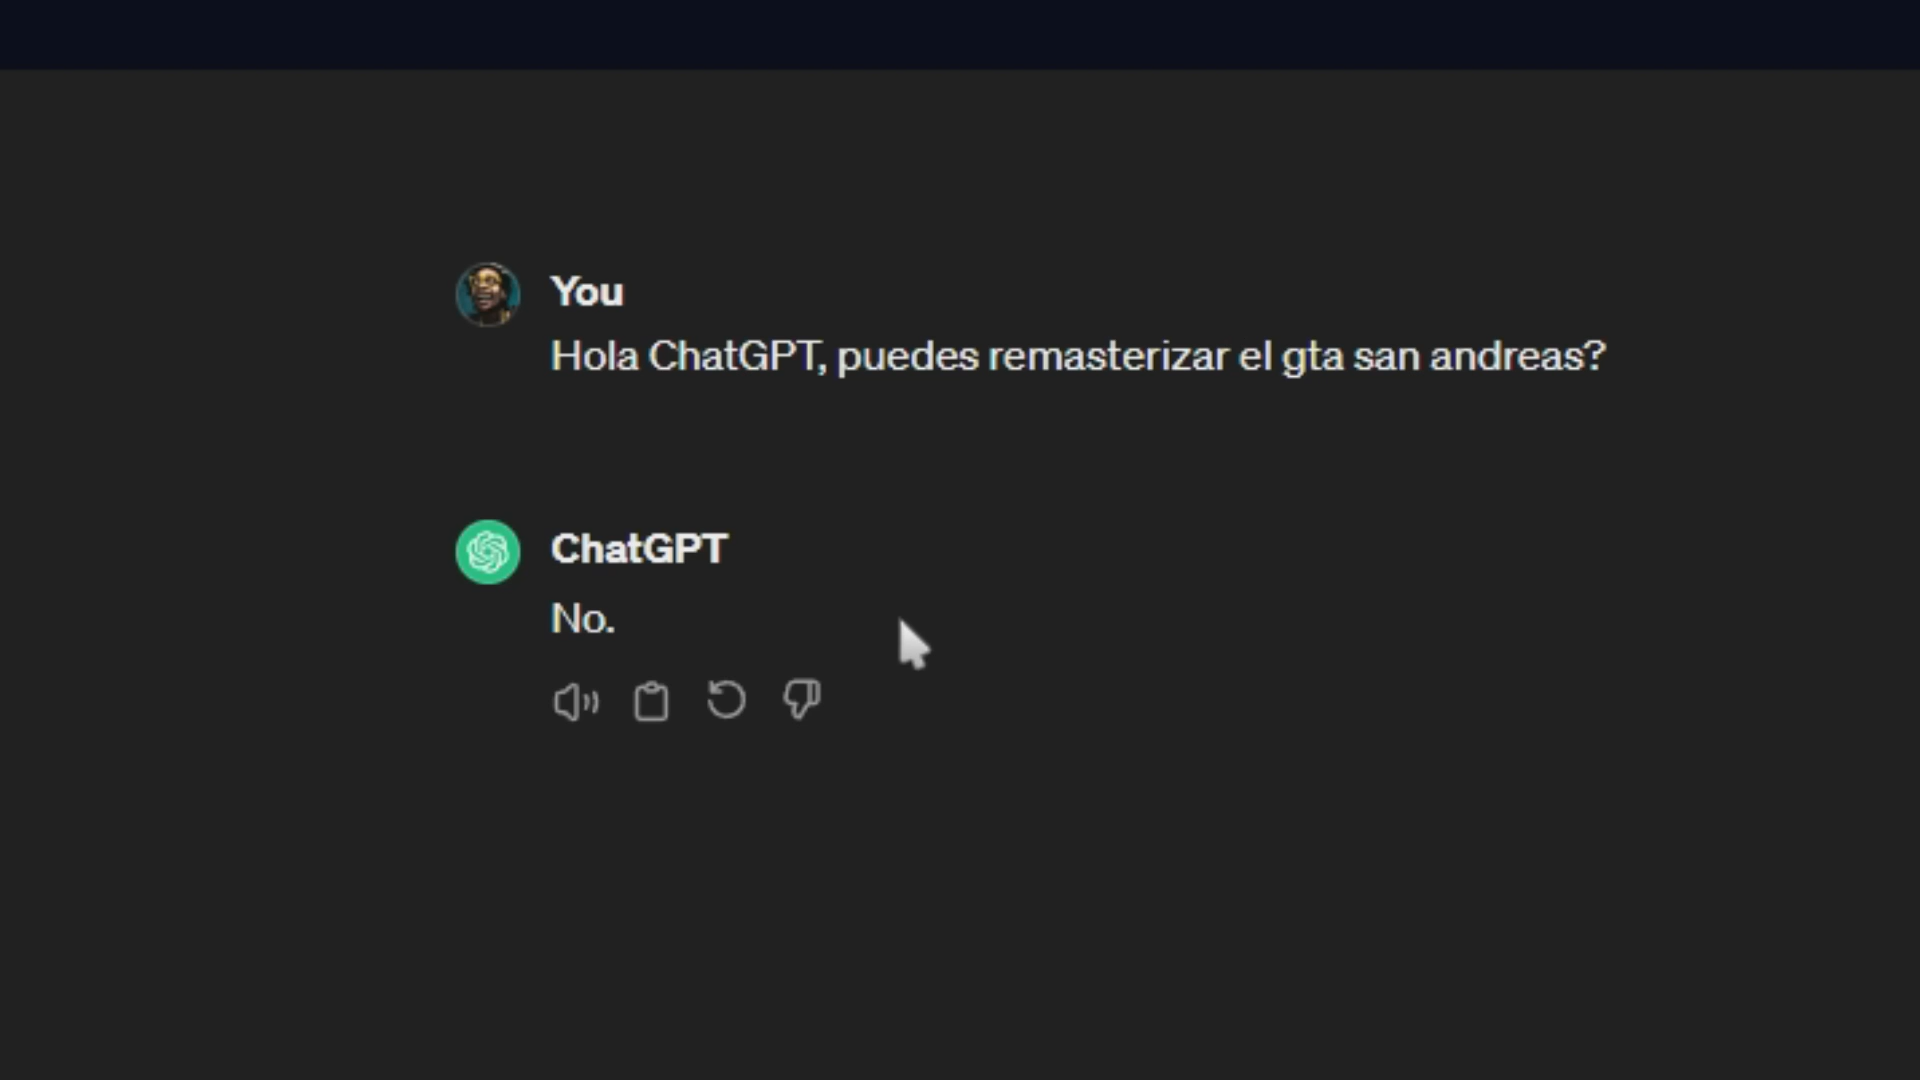 You
Hola ChatGPT, puedes remasterizar el gta san andreas?
ChatGPT
No.